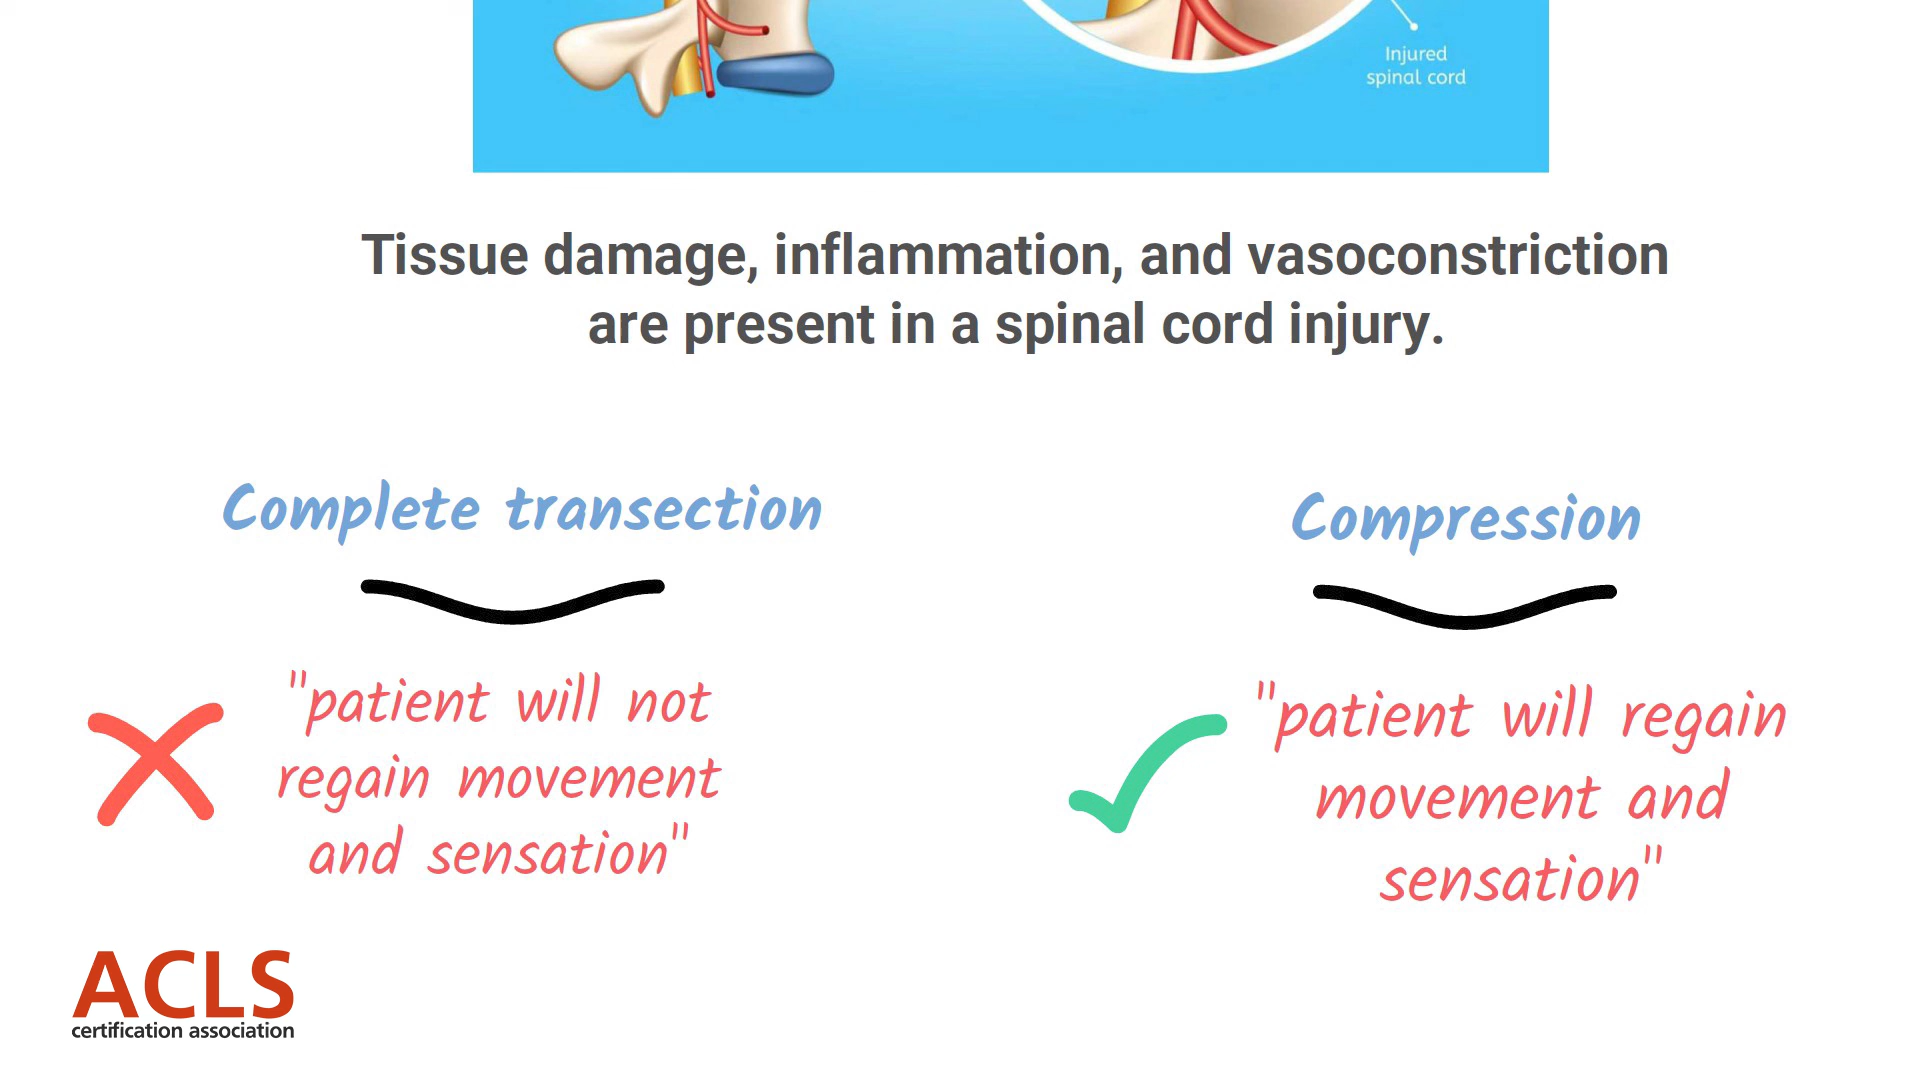 Injured
spinal cord
Tissue damage, inflammation, and vasoconstriction
are present in a spinal cord injury.
Complete transection
"patient will not
regain movement
and sensation"
Compression
"patient will regain
movement and
sensation"
ACLS
certification association